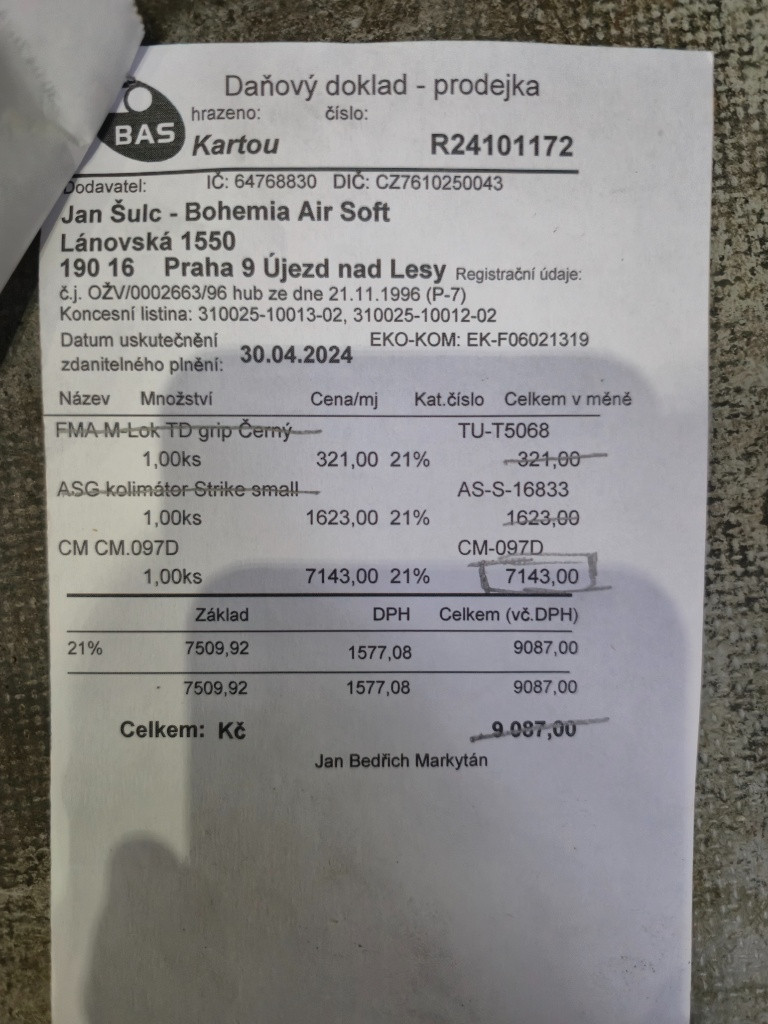 Daňový doklad - prodejka
hrazeno: číslo:
BAS Kartou R24101172
Dodavatel: IČ: 64768830 DIČ: CZ7610250043
Jan Šulc - Bohemia Air Soft
Lánovská 1550
190 16 Praha 9 Újezd nad Lesy Registrační údaje:
č.j. OŽV/0002663/96 hub ze dne 21.11.1996 (P-7)
Koncesní listina: 310025-10013-02, 310025-10012-02
Datum uskutečnění EKO-KOM: EK-F06021319
zdanitelného plnění: 30.04.2024
Název Množství Cena/mj Kat.číslo Celkem v měně
FMA M-Lok TD grip Černý TU-T5068
1,00ks 321,00 21% 321,00
ASG kolimátor Strike small AS-S-16833
1,00ks 1623,00 21% 1623,00
CM CM.097D CM-097D
1,00ks 7143,00 21% 7143,00
Základ DPH Celkem (vč.DPH)
21% 7509,92 1577,08 9087,00
7509,92 1577,08 9087,00
Celkem: Kč 9 087,00
Jan Bedřich Markytán